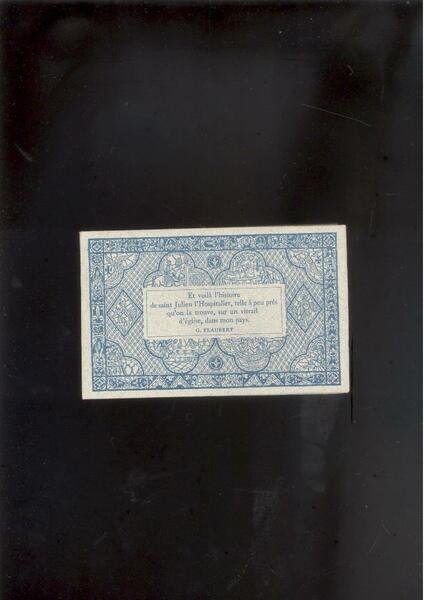 Et voilà l'histoire
de saint Julien l'Hospitalier, telle à peu près
qu'on la trouve, sur un vitrail
d'église, dans mon pays.
G. FLAUBERT